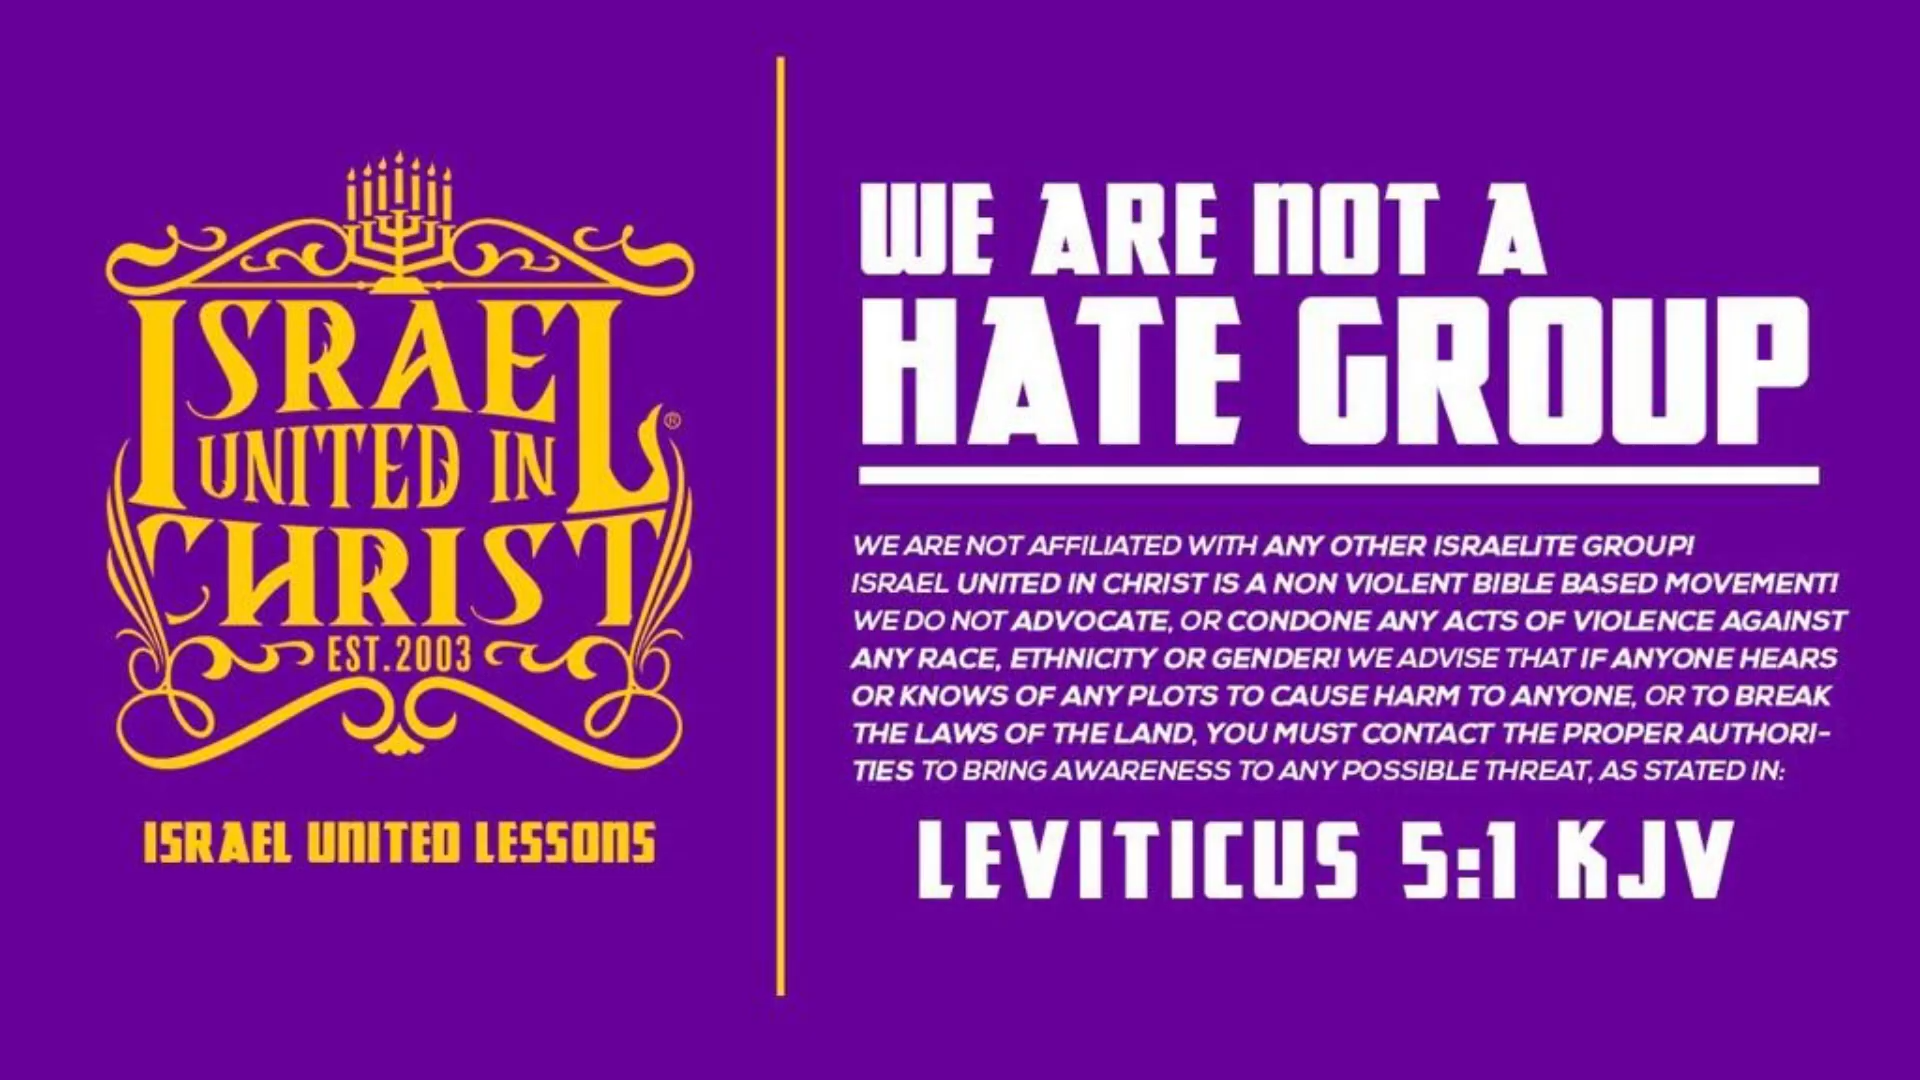 ISRAEL
UNITED IN
CHRIST
®
EST.2003
ISRAEL UNITED LESSONS
WE ARE NOT A
HATE GROUP
WE ARE NOT AFFILIATED WITH ANY OTHER ISRAELITE GROUP!
ISRAEL UNITED IN CHRIST IS A NON VIOLENT BIBLE BASED MOVEMENT!
WE DO NOT ADVOCATE, OR CONDONE ANY ACTS OF VIOLENCE AGAINST
ANY RACE, ETHNICITY OR GENDER! WE ADVISE THAT IF ANYONE HEARS
OR KNOWS OF ANY PLOTS TO CAUSE HARM TO ANYONE, OR TO BREAK
THE LAWS OF THE LAND, YOU MUST CONTACT THE PROPER AUTHORI-
TIES TO BRING AWARENESS TO ANY POSSIBLE THREAT, AS STATED IN:
LEVITICUS 5:1 KJV